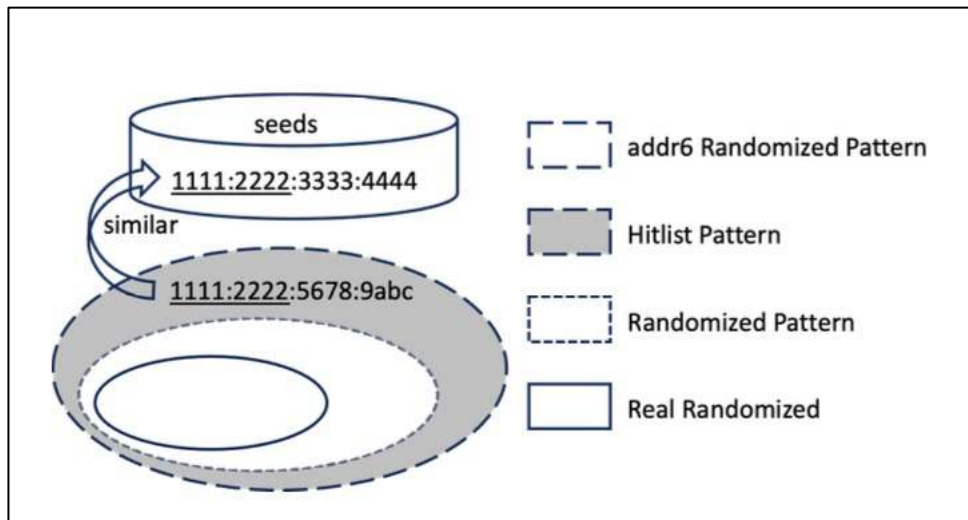 seeds
1111:2222:3333:4444
similar
1111:2222:5678:9abc
addr6 Randomized Pattern
Hitlist Pattern
Randomized Pattern
Real Randomized